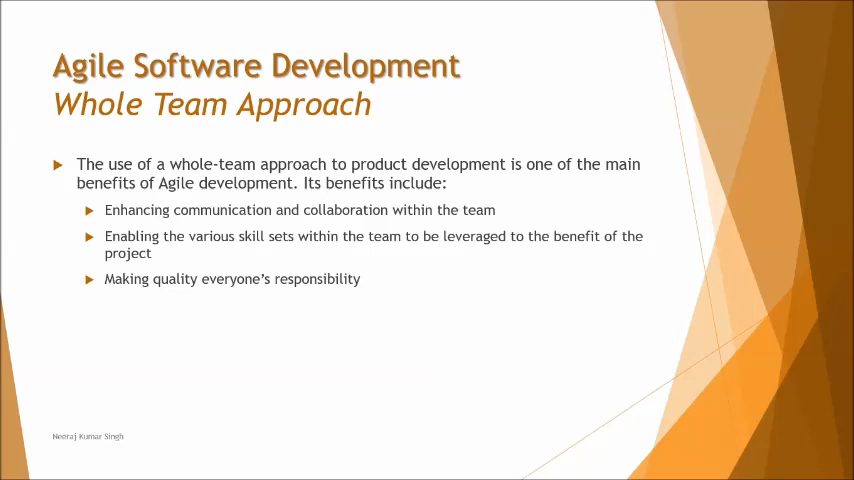 Agile Software Development
Whole Team Approach
The use of a whole-team approach to product development is one of the main
benefits of Agile development. Its benefits include:
Enhancing communication and collaboration within the team
Enabling the various skill sets within the team to be leveraged to the benefit of the
project
Making quality everyone’s responsibility
Neeraj Kumar Singh